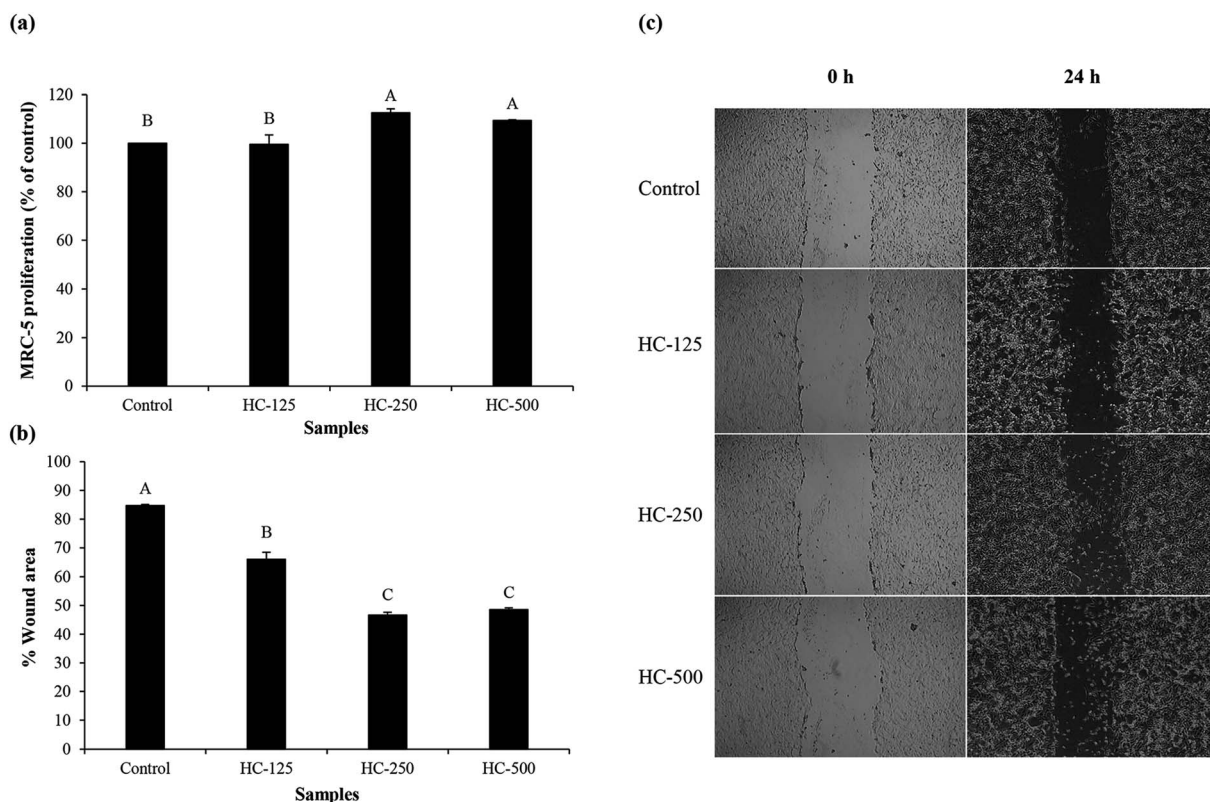 (a)
MRC-5 proliferation (% of control)
120
100
80
60
40
20
0
B
B
A
A
Control
HC-125
HC-250
HC-500
Samples
(b)
% Wound area
100
90
80
70
60
50
40
30
20
10
0
A
B
C
C
Control
HC-125
HC-250
HC-500
Samples
(c)
0 h
24 h
Control
HC-125
HC-250
HC-500